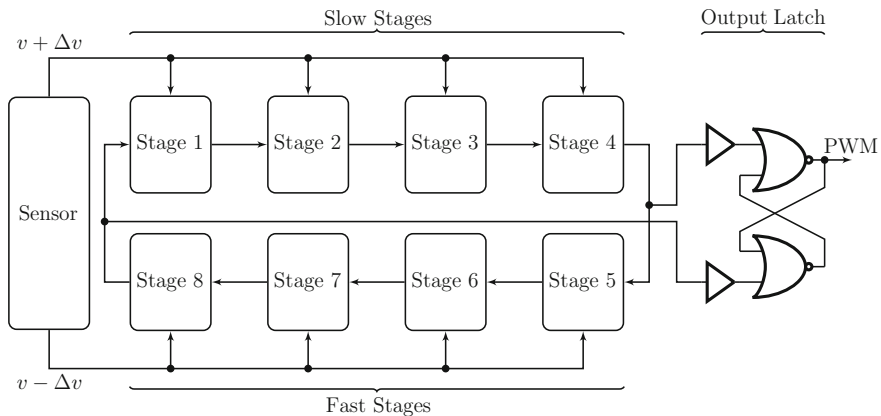 Slow Stages
Output Latch
v + Δv
Stage 1
Stage 2
Stage 3
Stage 4
PWM
Sensor
Stage 8
Stage 7
Stage 6
Stage 5
v − Δv
Fast Stages